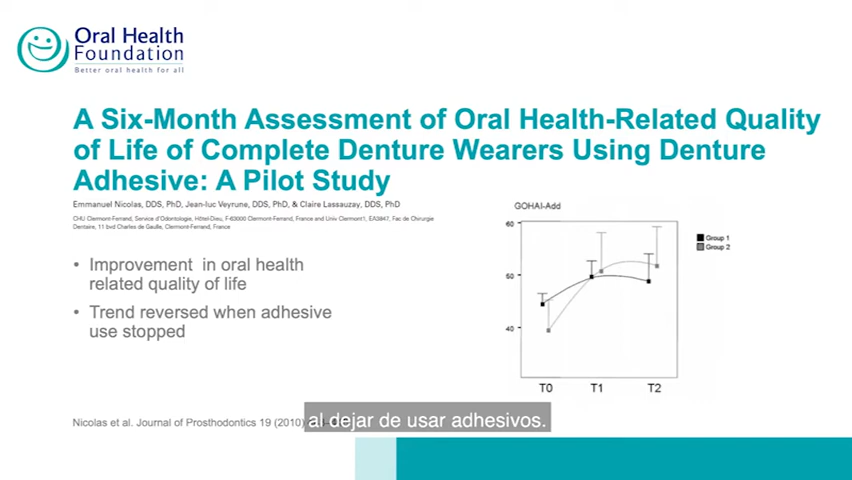 Oral Health
Foundation
Better oral health for all
A Six-Month Assessment of Oral Health-Related Quality
of Life of Complete Denture Wearers Using Denture
Adhesive: A Pilot Study
Emmanuel Nicolas, DDS, PhD, Jean-luc Veyrune, DDS, PhD, & Claire Lassauzay, DDS, PhD
CHU Clermont-Ferrand, Service d'Odontologie, Hôtel-Dieu, F-63000 Clermont-Ferrand, France and Univ Clermont1, EA3847, Fac de Chirurgie
Dentaire, 11 bvd Charles de Gaulle, Clermont-Ferrand, France
• Improvement in oral health
related quality of life
• Trend reversed when adhesive
use stopped
GOHAI-Add
60
50
40
T0 T1 T2
Group 1
Group 2
Nicolas et al. Journal of Prosthodontics 19 (2010)
al dejar de usar adhesivos.